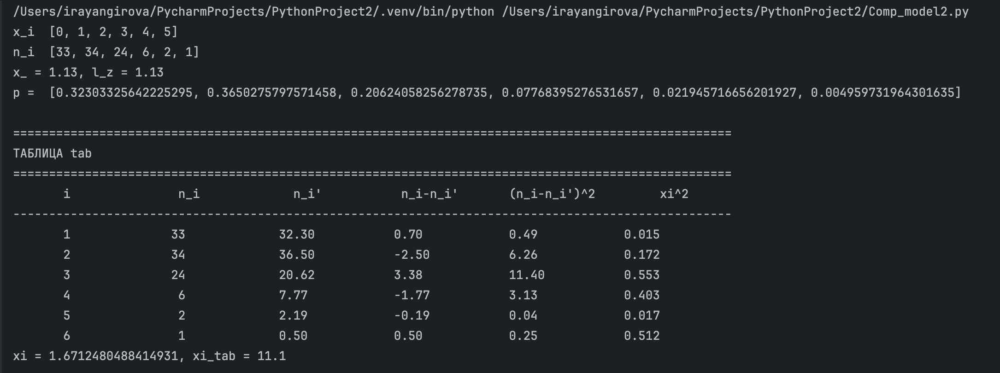 /Users/irayangirova/PycharmProjects/PythonProject2/.venv/bin/python /Users/irayangirova/PycharmProjects/PythonProject2/Comp_model2.py
x_i  [0, 1, 2, 3, 4, 5]
n_i  [33, 34, 24, 6, 2, 1]
x_ = 1.13, l_z = 1.13
p =  [0.32303325642225295, 0.3650275797571458, 0.20624058256278735, 0.07768395276531657, 0.021945716656201927, 0.004959731964301635]
====================================================================================================
ТАБЛИЦА tab
====================================================================================================
i n_i n_i' n_i-n_i' (n_i-n_i')^2 xi^2
----------------------------------------------------------------------------------------------------
1 33 32.30 0.70 0.49 0.015
2 34 36.50 -2.50 6.26 0.172
3 24 20.62 3.38 11.40 0.553
4 6 7.77 -1.77 3.13 0.403
5 2 2.19 -0.19 0.04 0.017
6 1 0.50 0.50 0.25 0.512
xi = 1.6712480488414931, xi_tab = 11.1